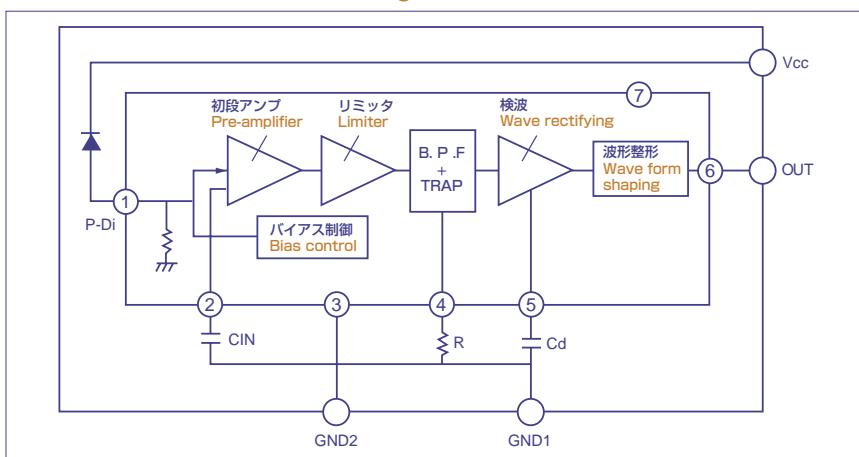 Vcc
7
初段アンプ
Pre-amplifier
リミッタ
Limiter
検波
Wave rectifying
B. P .F
+
TRAP
波形整形
Wave form
shaping
6
OUT
1
P-Di
バイアス制御
Bias control
2
3
4
5
CIN
R
Cd
GND2
GND1